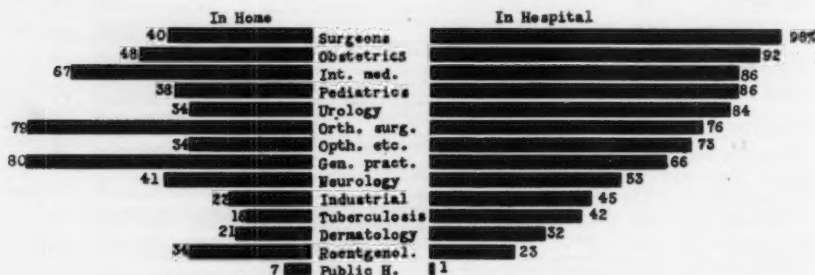 In Home In Hospital
40 Surgeons 98%
48 Obstetrics 92
67 Int. med. 86
38 Pediatrics 86
34 Urology 84
79 Orth. surg. 76
34 Opth. etc. 73
80 Gen. pract. 66
41 Neurology 53
22 Industrial 45
Tuberculosis 42
21 Dermatology 32
34 Roentgenol. 23
7 Public H. 1